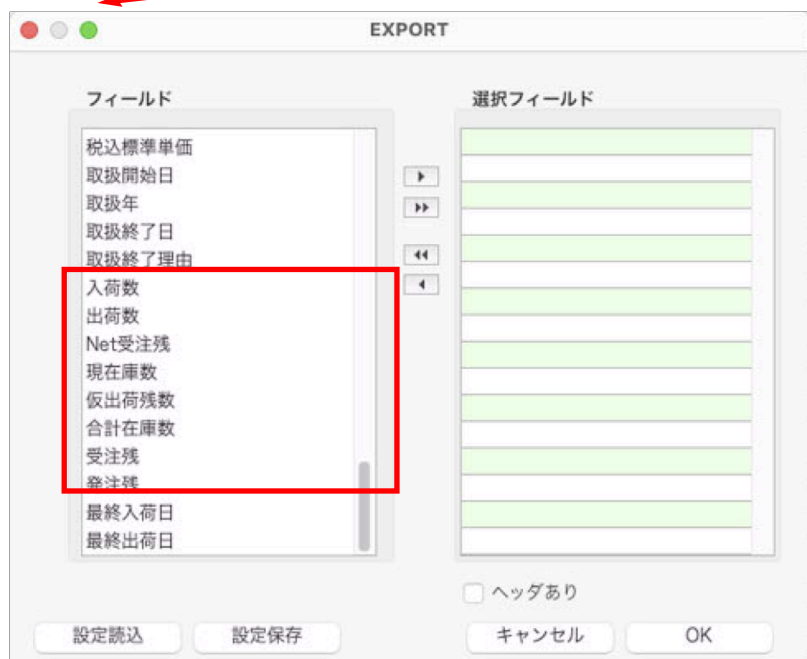 EXPORT
フィールド
選択フィールド
税込標準単価
取扱開始日
取扱年
取扱終了日
取扱終了理由
入荷数
出荷数
Net受注残
現在庫数
仮出荷残数
合計在庫数
受注残
発注残
最終入荷日
最終出荷日
ヘッダあり
設定読込
設定保存
キャンセル
OK